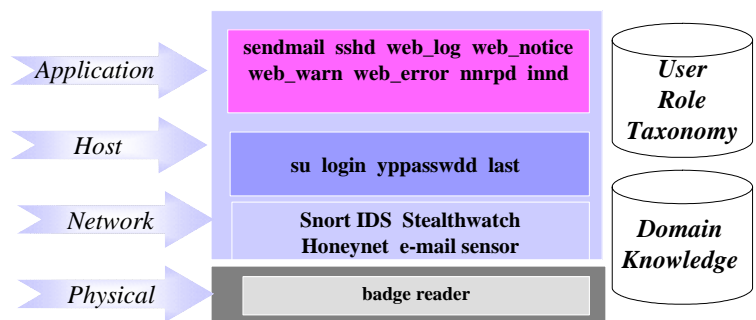 Application
sendmail sshd web_log web_notice
web_warn web_error nnrpd innd
Host
su login yppasswdd last
Network
Snort IDS Stealthwatch
Honeynet e-mail sensor
Physical
badge reader
User
Role
Taxonomy
Domain
Knowledge